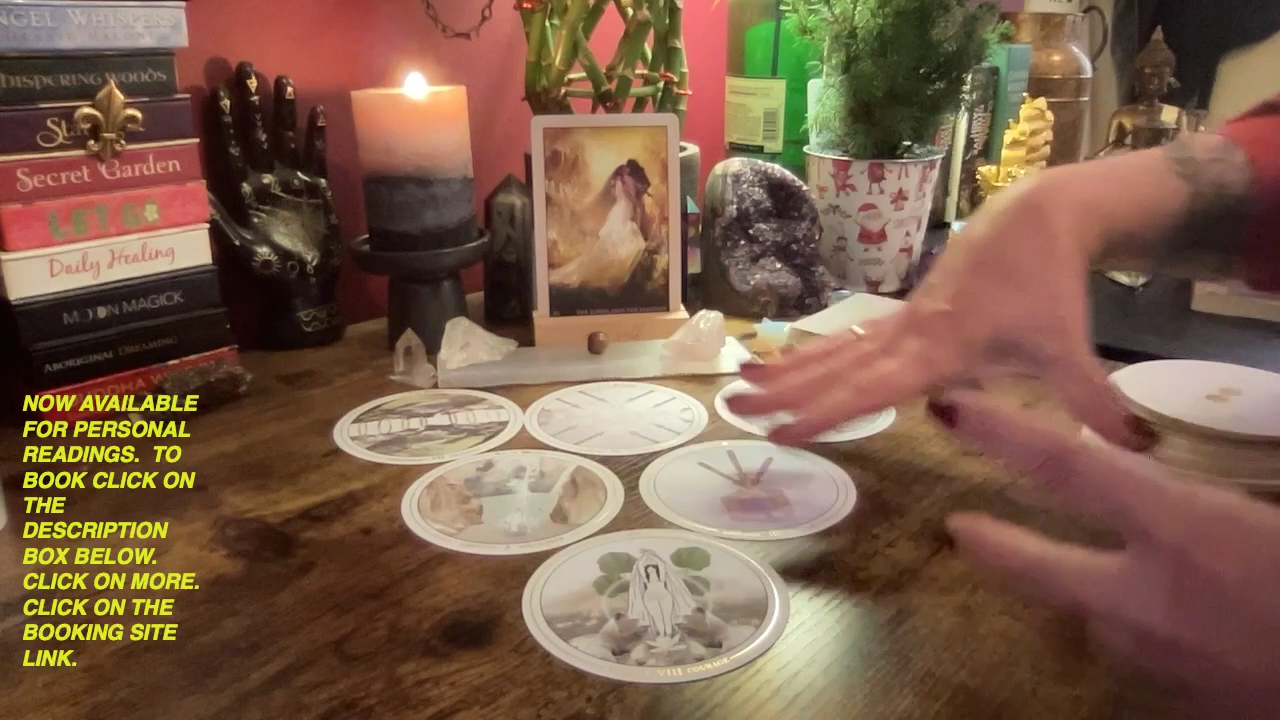 NGEL WHISPERS
WHISPERING WOODS
Secret Garden
LET GO
Daily Healing
MOON MAGICK
ABORIGINAL DREAMING
NOW AVAILABLE
FOR PERSONAL
READINGS. TO
BOOK CLICK ON
THE
DESCRIPTION
BOX BELOW.
CLICK ON MORE.
CLICK ON THE
BOOKING SITE
LINK.
VIII COURAGE